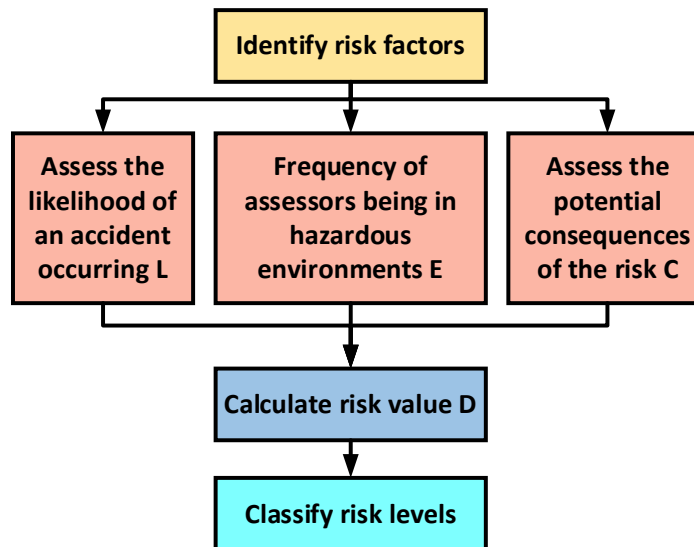 Identify risk factors
Assess the
likelihood of
an accident
occurring L
Frequency of
assessors being in
hazardous
environments E
Assess the
potential
consequences
of the risk C
Calculate risk value D
Classify risk levels